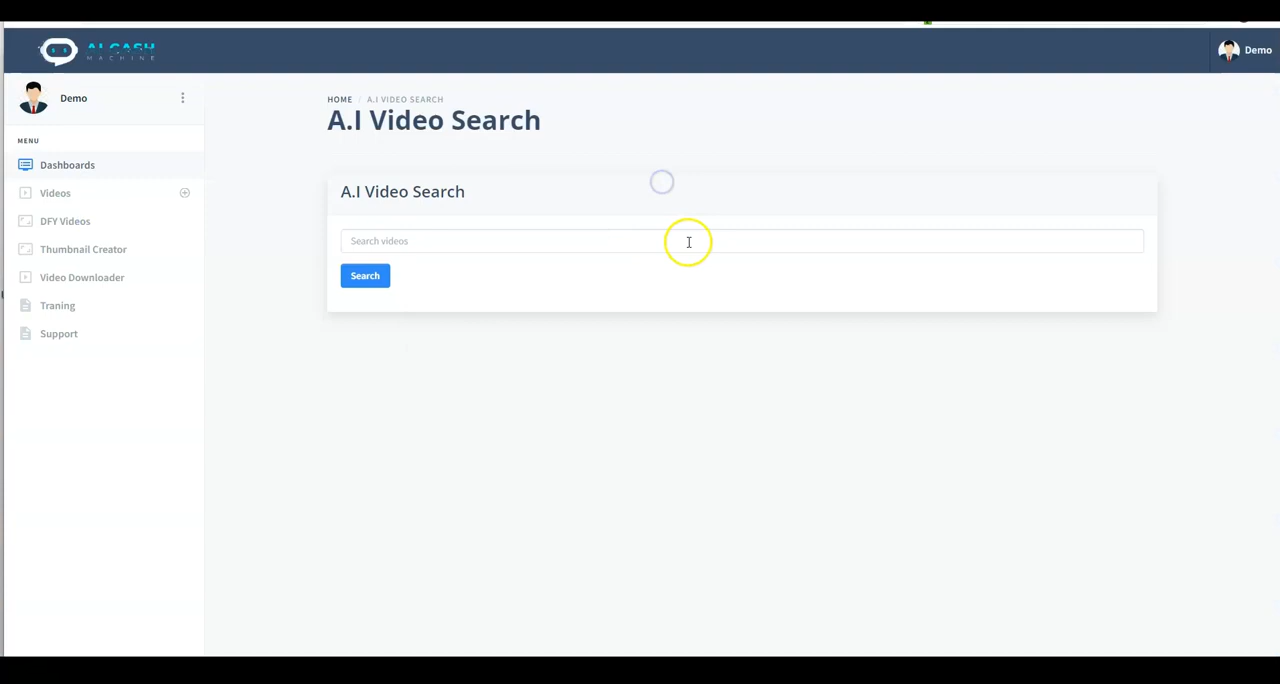 AI CASH
MACHINE
Demo
Demo
MENU
Dashboards
Videos
DFY Videos
Thumbnail Creator
Video Downloader
Traning
Support
HOME / A.I VIDEO SEARCH
A.I Video Search
A.I Video Search
Search videos
Search